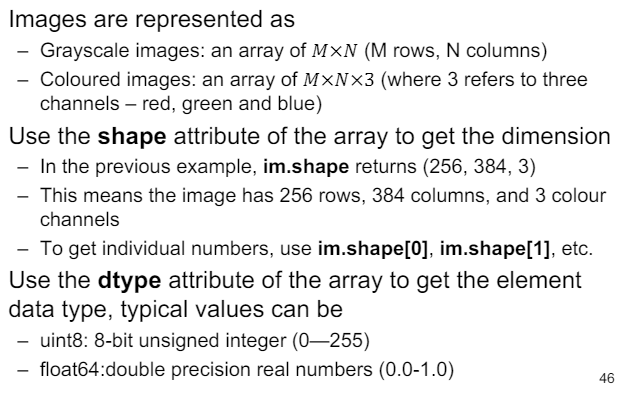 Images are represented as
– Grayscale images: an array of M×N (M rows, N columns)
– Coloured images: an array of M×N×3 (where 3 refers to three
channels – red, green and blue)
Use the shape attribute of the array to get the dimension
– In the previous example, im.shape returns (256, 384, 3)
– This means the image has 256 rows, 384 columns, and 3 colour
channels
– To get individual numbers, use im.shape[0], im.shape[1], etc.
Use the dtype attribute of the array to get the element
data type, typical values can be
– uint8: 8-bit unsigned integer (0—255)
– float64:double precision real numbers (0.0-1.0)
46